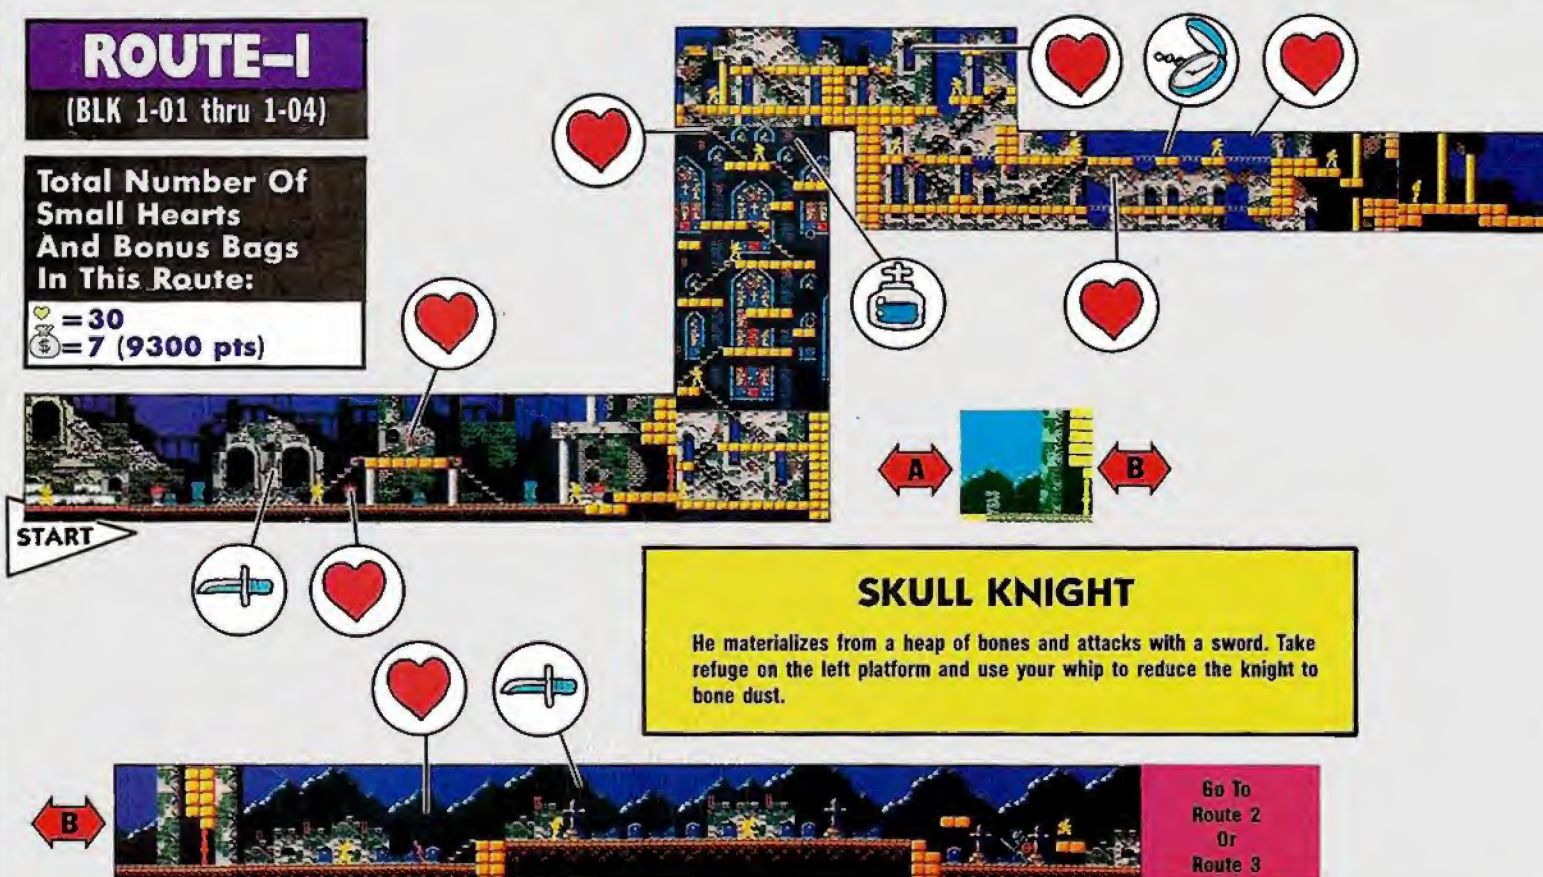 ROUTE-I
(BLK 1-01 thru 1-04)
Total Number Of
Small Hearts
And Bonus Bags
In This Route:
=30
$ =7 (9300 pts)
START
A
B
SKULL KNIGHT
He materializes from a heap of bones and attacks with a sword. Take
refuge on the left platform and use your whip to reduce the knight to
bone dust.
B
Go To
Route 2
Or
Route 3